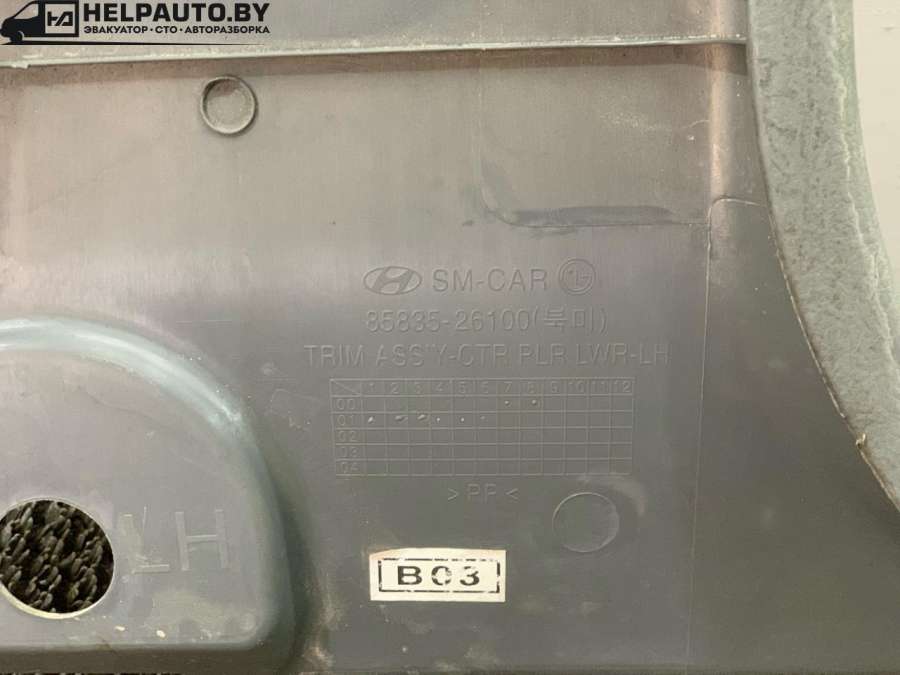 HELPAUTO.BY
ЭВАКУАТОР • СТО • АВТОРАЗБОРКА
SM-CAR LG
85835-26100(북미)
TRIM ASS'Y-CTR PLR LWR-LH
1 2 3 4 5 6 7 8 9 10 11 12
00
01
02
03
04
>PP<
LH
B03